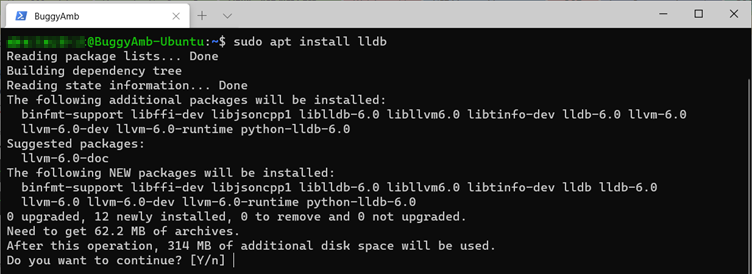 BuggyAmb
@BuggyAmb-Ubuntu:~$ sudo apt install lldb
Reading package lists... Done
Building dependency tree
Reading state information... Done
The following additional packages will be installed:
  binfmt-support libffi-dev libjsoncpp1 liblldb-6.0 libllvm6.0 libtinfo-dev lldb-6.0 llvm-6.0
  llvm-6.0-dev llvm-6.0-runtime python-lldb-6.0
Suggested packages:
  llvm-6.0-doc
The following NEW packages will be installed:
  binfmt-support libffi-dev libjsoncpp1 liblldb-6.0 libllvm6.0 libtinfo-dev lldb lldb-6.0
  llvm-6.0 llvm-6.0-dev llvm-6.0-runtime python-lldb-6.0
0 upgraded, 12 newly installed, 0 to remove and 0 not upgraded.
Need to get 62.2 MB of archives.
After this operation, 314 MB of additional disk space will be used.
Do you want to continue? [Y/n]